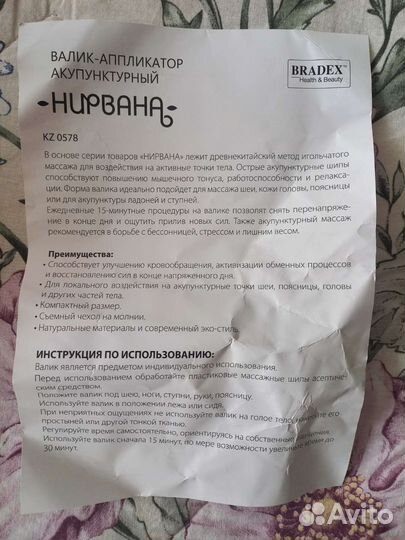 ВАЛИК-АППЛИКАТОР
АКУПУНКТУРНЫЙ
BRADEX™
Health & Beauty
НИРВАНА
KZ 0578
В основе серии товаров «НИРВАНА» лежит древнекитайский метод игольчатого
массажа для воздействия на активные точки тела. Острые акупунктурные шипы
способствуют повышению мышечного тонуса, работоспособности и релакса-
ции. Форма валика идеально подойдет для массажа шеи, кожи головы, поясницы
или для акупунктуры ладоней и ступней.
Ежедневные 15-минутные процедуры на валике позволят снять перенапряже-
ние в конце дня и ощутить прилив новых сил. Также акупунктурный массаж
рекомендуется в борьбе с бессонницей, стрессом и лишним весом.
Преимущества:
• Способствует улучшению кровообращения, активизации обменных процессов
и восстановлению сил в конце напряженного дня.
• Для локального воздействия на акупунктурные точки шеи, поясницы, головы
и других частей тела.
• Компактный размер.
• Съемный чехол на молнии.
• Натуральные материалы и современный эко-стиль.
ИНСТРУКЦИЯ ПО ИСПОЛЬЗОВАНИЮ:
Валик является предметом индивидуального использования.
Перед использованием обработайте пластиковые массажные шипы асептиче-
ским средством.
Положите валик под шею, ноги, ступни, руки, поясницу.
Используйте валик в положении лежа или сидя.
При неприятных ощущениях не используйте валик на голое тело, его
простыней или другой тонкой тканью.
Регулируйте время самостоятельно, ориентируясь на собственные ощущения.
Используйте валик сначала 15 минут, по мере возможности увеличьте время до
30 минут.
Avito